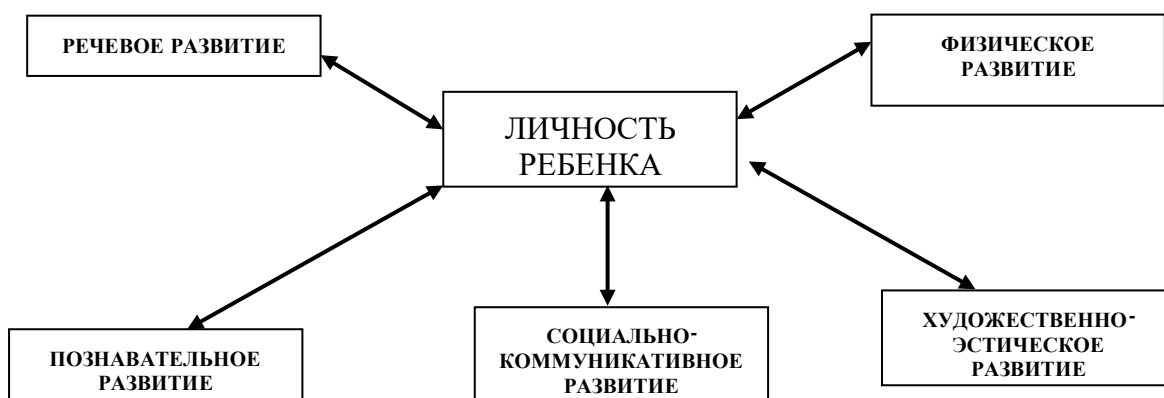 РЕЧЕВОЕ РАЗВИТИЕ
ФИЗИЧЕСКОЕ
РАЗВИТИЕ
ЛИЧНОСТЬ
РЕБЕНКА
ПОЗНАВАТЕЛЬНОЕ
РАЗВИТИЕ
СОЦИАЛЬНО-
КОММУНИКАТИВНОЕ
РАЗВИТИЕ
ХУДОЖЕСТВЕННО-
ЭСТИЧЕСКОЕ
РАЗВИТИЕ